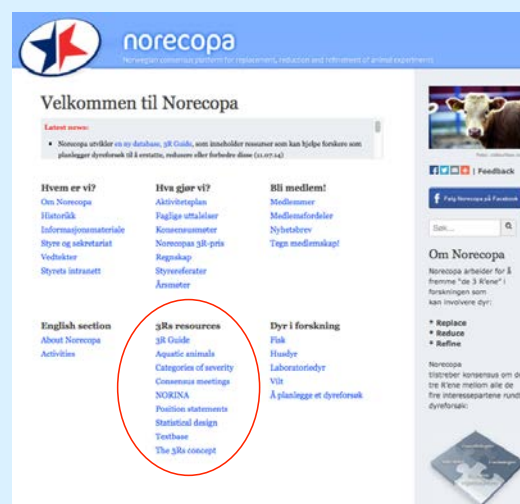 norecopa
Norwegian consensus platform for replacement, reduction and refinement of animal experiments
Velkommen til Norecopa
Latest news:
Norecopa utvikler en ny database, 3R Guide, som inneholder ressurser som kan hjelpe forskere som
planlegger dyreforsøk til å erstatte, redusere eller forbedre disse (11.07.14)
Hvem er vi?
Om Norecopa
Historikk
Informasjonsmateriale
Styre og sekretariat
Vedtekter
Styrets intranett
Hva gjør vi?
Aktivitetsplan
Faglige uttalelser
Konsensusmøter
Norecopas 3R-pris
Regnskap
Styrereferater
Årsmøter
Bli medlem!
Medlemmer
Medlemsfordeler
Nyhetsbrev
Tegn medlemskap!
English section
About Norecopa
Activities
3Rs resources
3R Guide
Aquatic animals
Categories of severity
Consensus meetings
NORINA
Position statements
Statistical design
Textbase
The 3Rs concept
Dyr i forskning
Fisk
Husdyr
Laboratoriedyr
Vilt
Å planlegge et dyreforsøk
| Feedback
Følg Norecopa på Facebook
Søk...
Om Norecopa
Norecopa arbeider for å
fremme "de 3 R'ene" i
forskningen som
kan involvere dyr:
* Replace
* Reduce
* Refine
Norecopa
tilstreber konsensus om de
tre R'ene mellom alle de
fire interessepartene rundt
dyreforsøk: